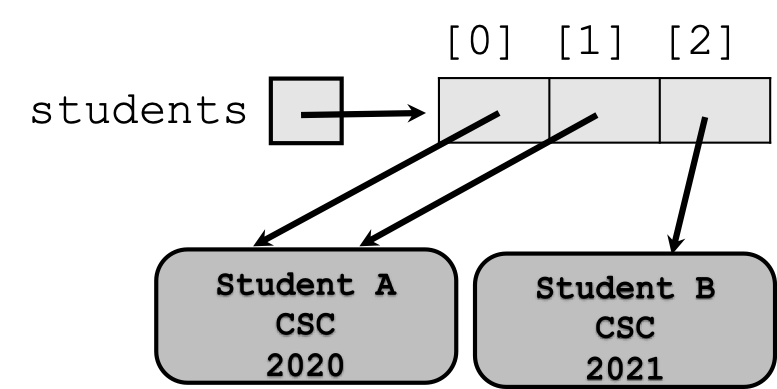 [0] [1] [2]
students
Student A
CSC
2020
Student B
CSC
2021